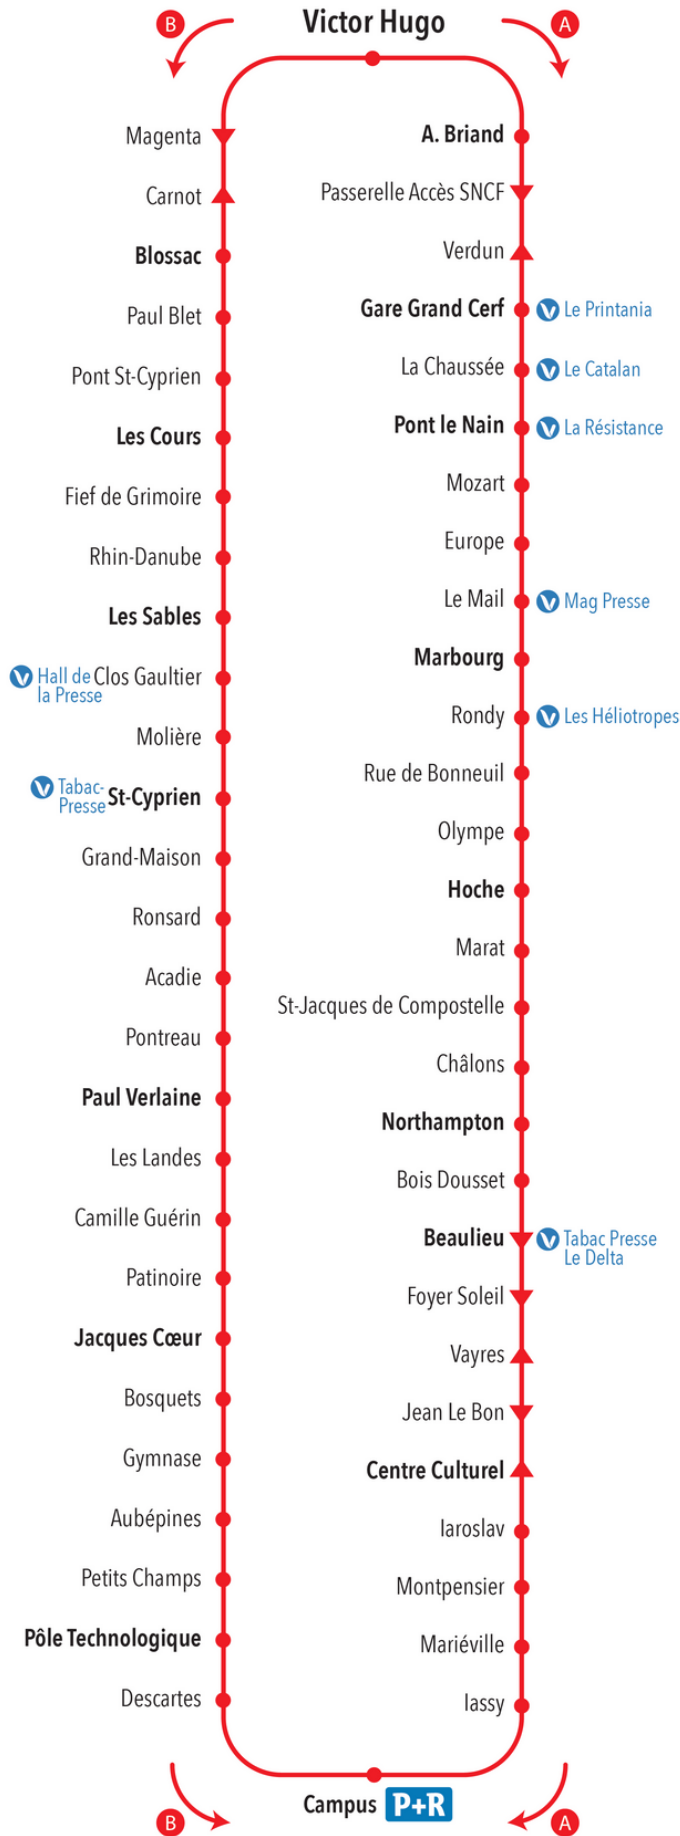 B
Victor Hugo
A
Magenta
Carnot
Blossac
Paul Blet
Pont St-Cyprien
Les Cours
Fief de Grimoire
Rhin-Danube
Les Sables
Hall de
la Presse
Clos Gaultier
Molière
Tabac-
Presse
St-Cyprien
Grand-Maison
Ronsard
Acadie
Pontreau
Paul Verlaine
Les Landes
Camille Guérin
Patinoire
Jacques Cœur
Bosquets
Gymnase
Aubépines
Petits Champs
Pôle Technologique
Descartes
A. Briand
Passerelle Accès SNCF
Verdun
Gare Grand Cerf
Le Printania
La Chaussée
Le Catalan
Pont le Nain
La Résistance
Mozart
Europe
Le Mail
Mag Presse
Marbourg
Rondy
Les Héliotropes
Rue de Bonneuil
Olympe
Hoche
Marat
St-Jacques de Compostelle
Châlons
Northampton
Bois Dousset
Beaulieu
Tabac Presse
Le Delta
Foyer Soleil
Vayres
Jean Le Bon
Centre Culturel
Iaroslav
Montpensier
Mariéville
Iassy
B
Campus P+R
A